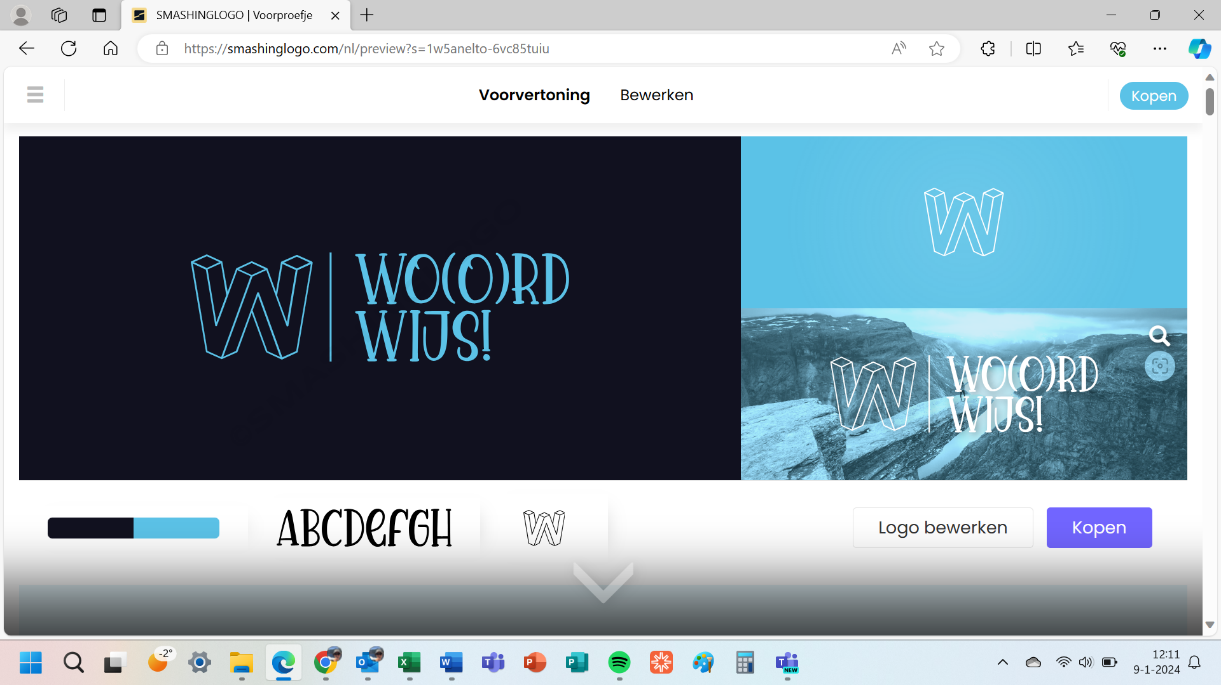 SMASHINGLOGO | Voorproefje
https://smashinglogo.com/nl/preview?s=1w5anelto-6vc85tuiu
Voorvertoning
Bewerken
Kopen
WO(O)RD
WIJS!
W
WO(O)RD
WIJS!
ABCDeFGH
W
Logo bewerken
Kopen
-2°
NEW
12:11
9-1-2024